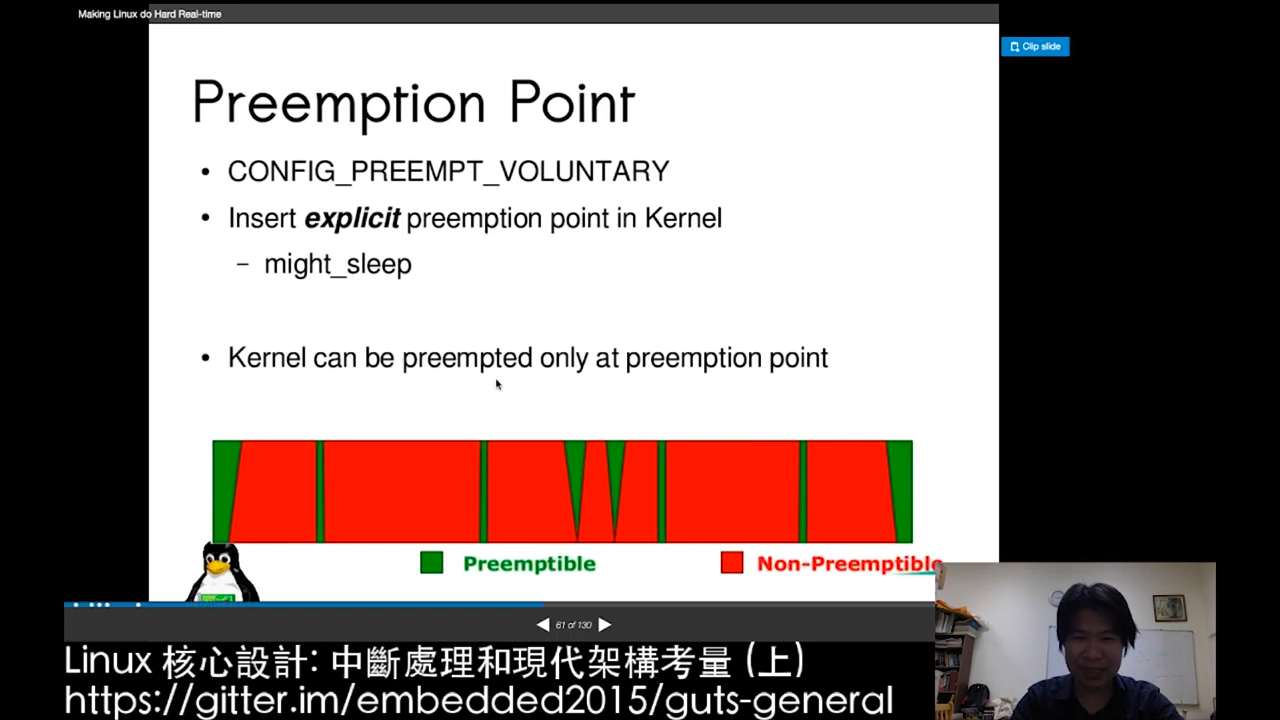 Making Linux do Hard Real-time
Clip slide
Preemption Point
• CONFIG_PREEMPT_VOLUNTARY
• Insert explicit preemption point in Kernel
– might_sleep
• Kernel can be preempted only at preemption point
Preemptible
Non-Preemptible
61 of 130
Linux 核心設計: 中斷處理和現代架構考量 (上)
https://gitter.im/embedded2015/guts-general